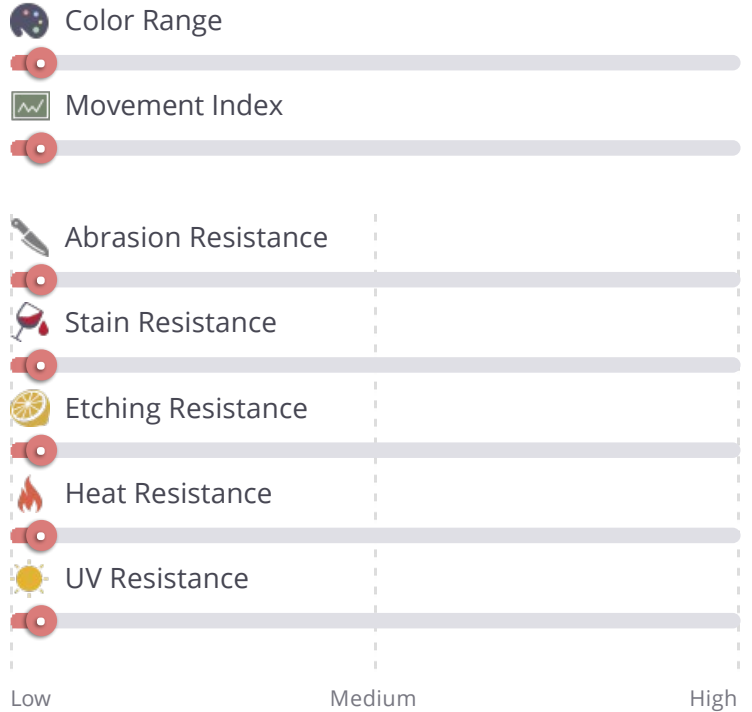 Color Range
Movement Index
Abrasion Resistance
Stain Resistance
Etching Resistance
Heat Resistance
UV Resistance
Low Medium High